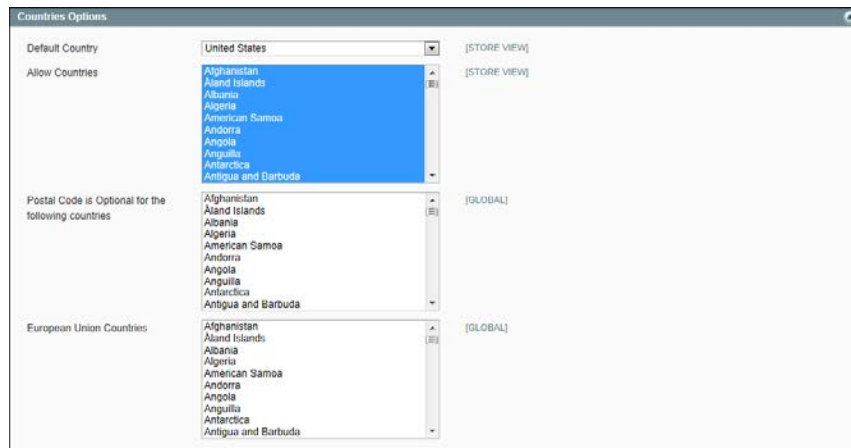 Countries Options
Default Country United States [STORE VIEW]
Allow Countries [STORE VIEW]
Afghanistan
Åland Islands
Albania
Algeria
American Samoa
Andorra
Angola
Anguilla
Antarctica
Antigua and Barbuda
Postal Code is Optional for the
following countries
[GLOBAL]
Afghanistan
Åland Islands
Albania
Algeria
American Samoa
Andorra
Angola
Anguilla
Antarctica
Antigua and Barbuda
European Union Countries [GLOBAL]
Afghanistan
Åland Islands
Albania
Algeria
American Samoa
Andorra
Angola
Anguilla
Antarctica
Antigua and Barbuda